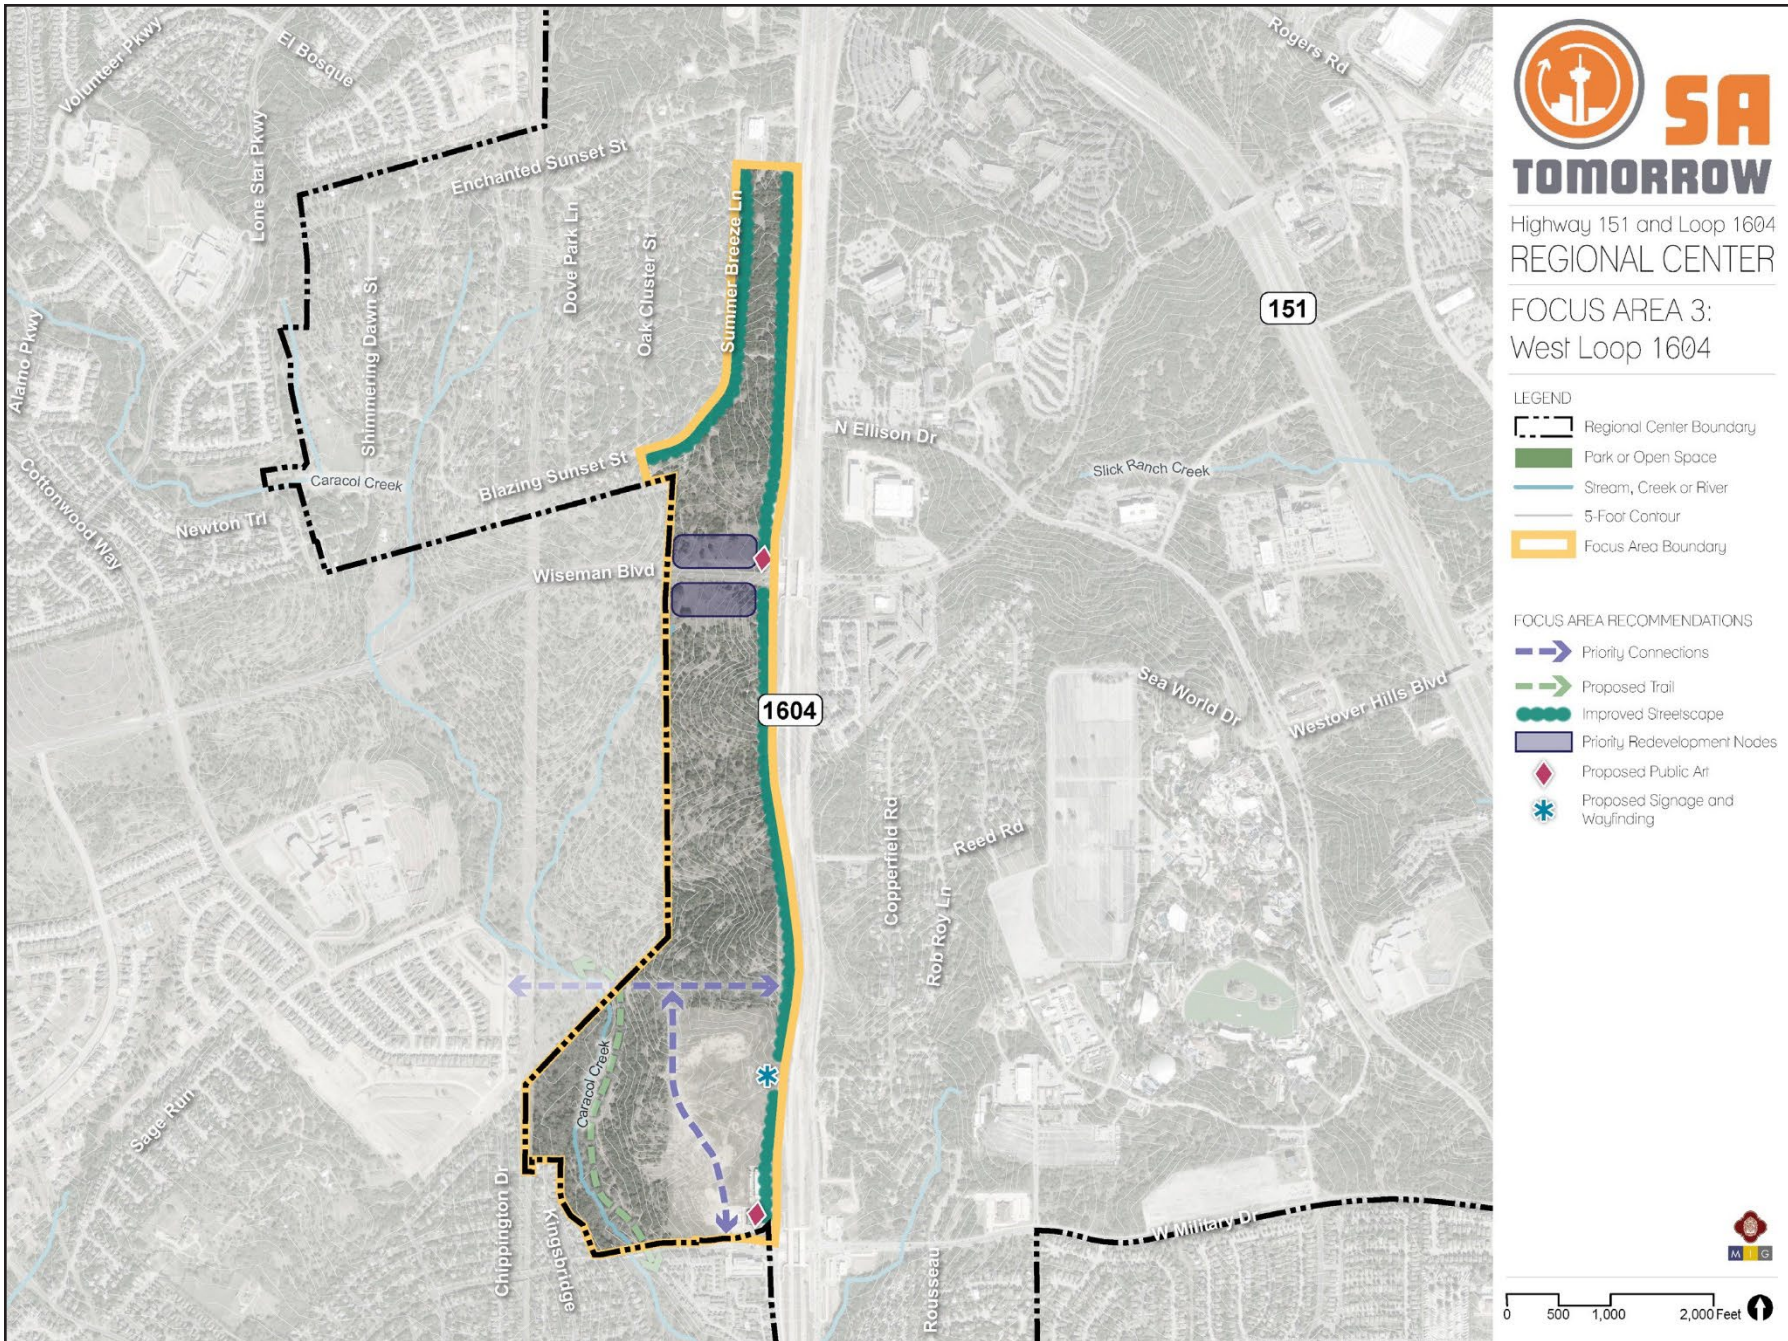 Volunteer Pkwy
El Bosque
Rogers Rd
Lone Star Pkwy
Enchanted Sunset St
Dove Park Ln
Oak Cluster St
Summer Breeze Ln
Shimmering Dawn St
Alamo Pkwy
151
N Ellison Dr
Slick Ranch Creek
Blazing Sunset St
Caracol Creek
Newton Trl
Cottonwood Way
Wiseman Blvd
1604
Sea World Dr
Westover Hills Blvd
Copperfield Rd
Reed Rd
Rob Roy Ln
Caracol Creek
Sage Run
Chippington Dr
Kingsbridge
W Military Dr
Rousseau
SA
TOMORROW
Highway 151 and Loop 1604
REGIONAL CENTER
FOCUS AREA 3:
West Loop 1604
LEGEND
Regional Center Boundary
Park or Open Space
Stream, Creek or River
5-Foot Contour
Focus Area Boundary
FOCUS AREA RECOMMENDATIONS
Priority Connections
Proposed Trail
Improved Streetscape
Priority Redevelopment Nodes
Proposed Public Art
Proposed Signage and
Wayfinding
M I G
0 500 1,000 2,000 Feet